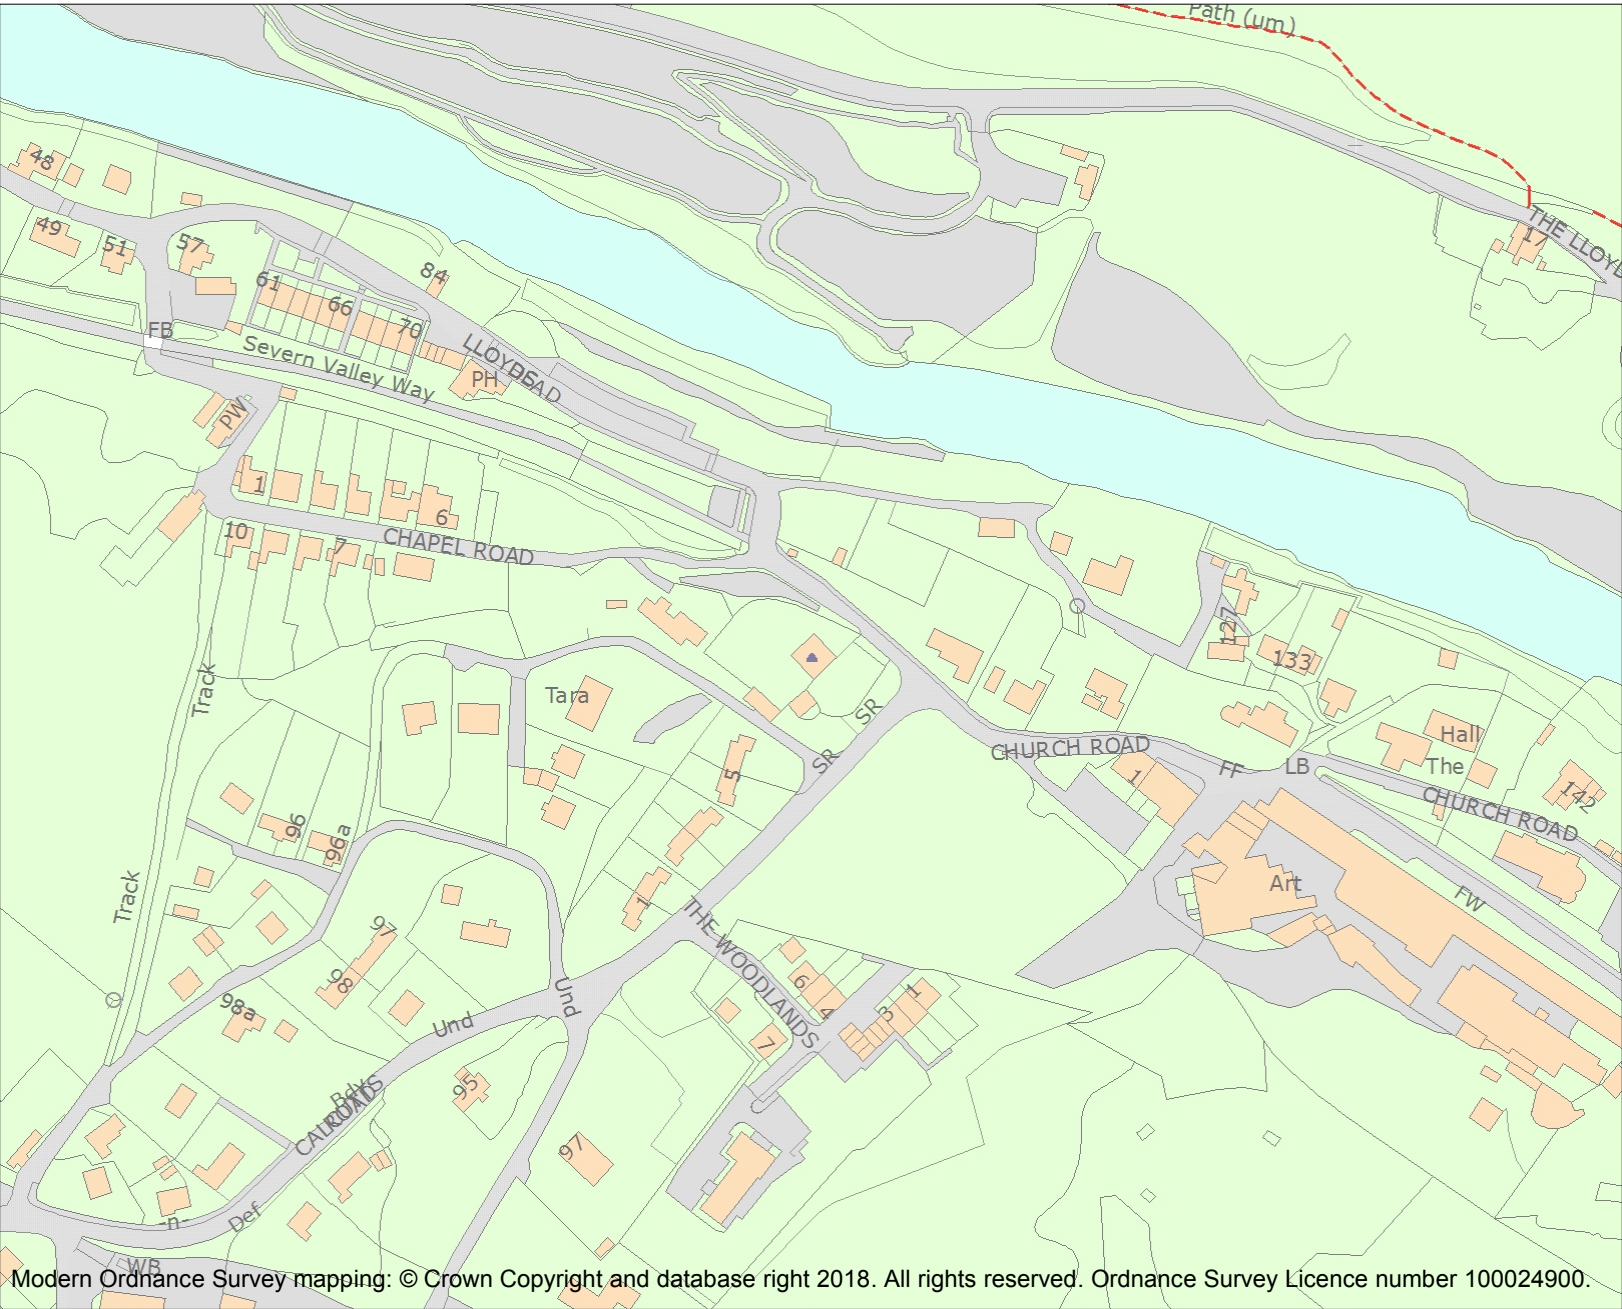 Path (um)
48
49
51
57
84
61
66
70
THE LLOYD
17
FB
Severn Valley Way
LLOYDS
PH
PW
1
6
10
7
CHAPEL ROAD
127
133
Track
Tara
SR
SR
CHURCH ROAD
FF
LB
Hall
The
142
CHURCH ROAD
5
1
96
96a
Track
1
Art
FW
THE WOODLANDS
97
98
98a
6
4
3
1
7
Und
Und
95
Bdy
CALCUTTS
ROAD
97
Def
-n-
WB
Modern Ordnance Survey mapping: © Crown Copyright and database right 2018. All rights reserved. Ordnance Survey Licence number 100024900.